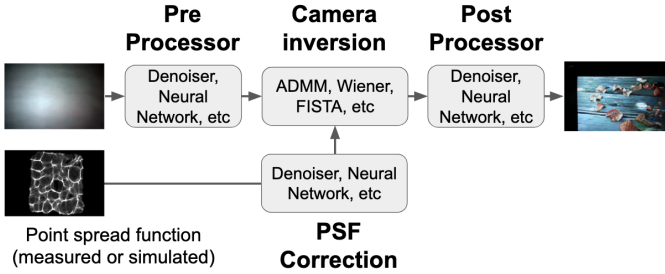 Pre
Processor
Camera
inversion
Post
Processor
Denoiser,
Neural
Network, etc
ADMM, Wiener,
FISTA, etc
Denoiser,
Neural
Network, etc
Denoiser, Neural
Network, etc
Point spread function
(measured or simulated)
PSF
Correction